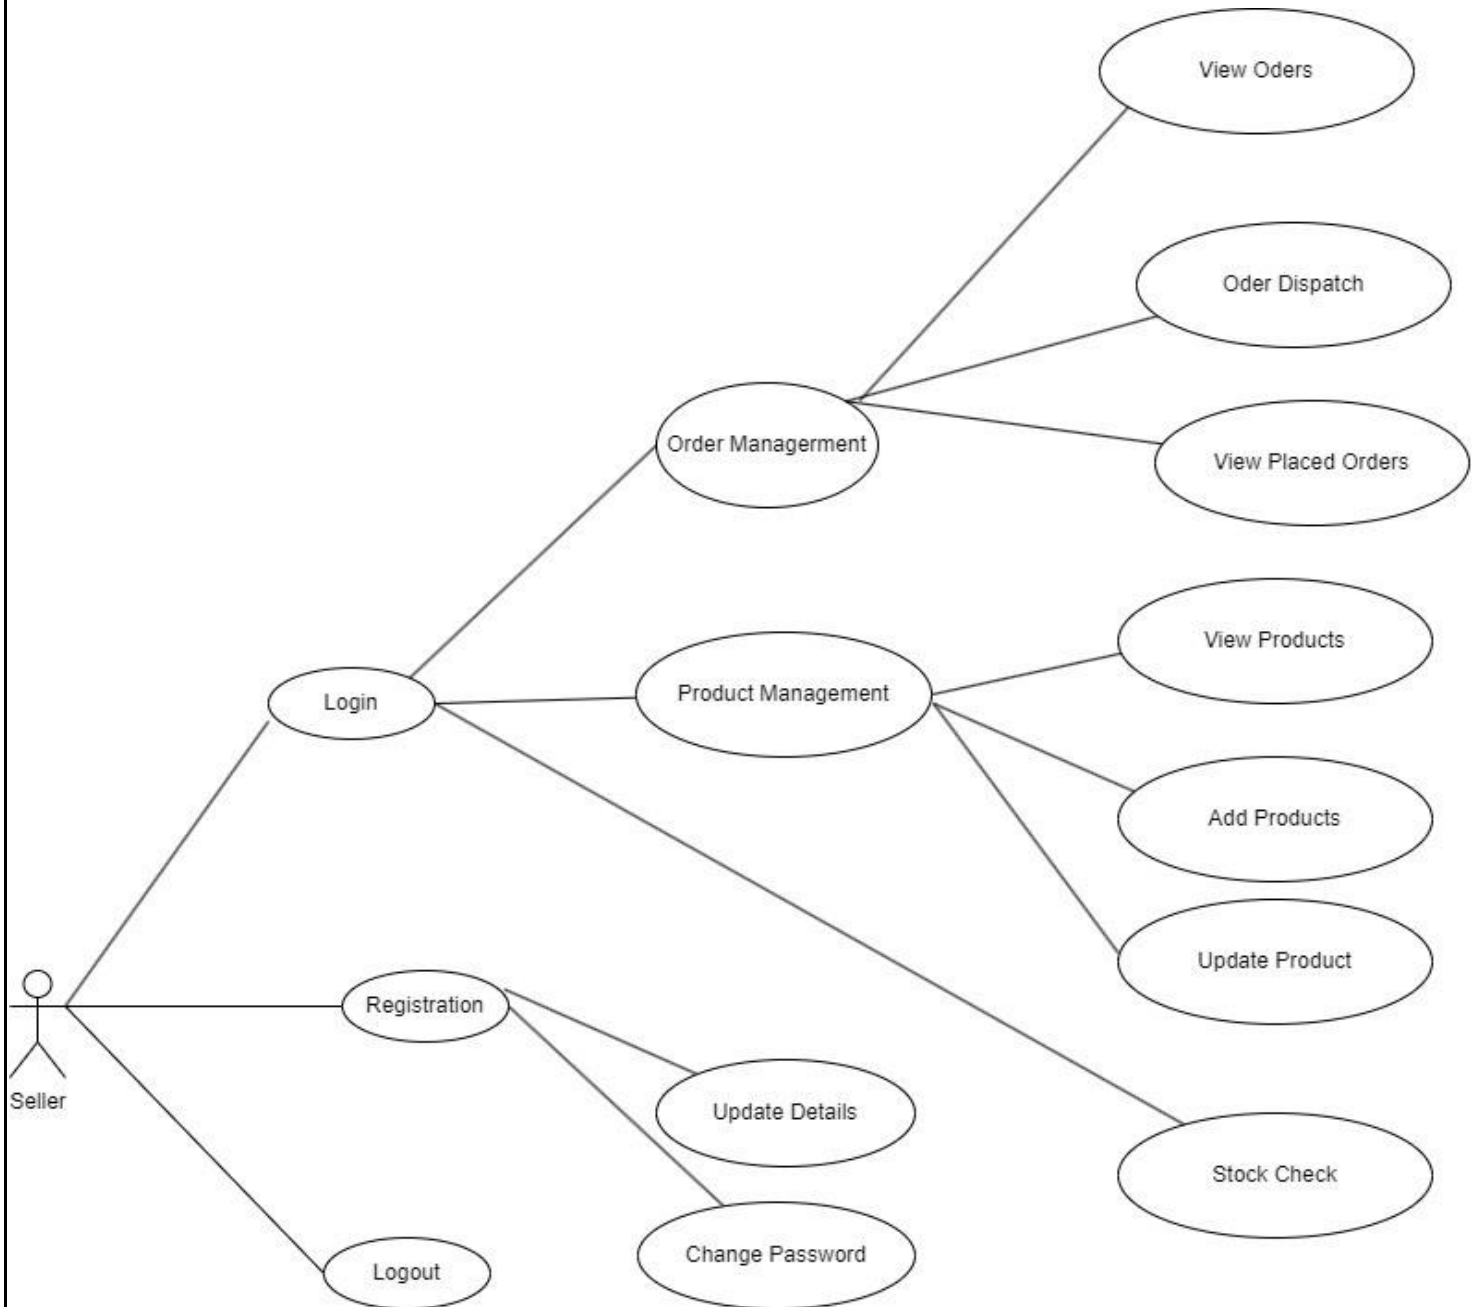 View Oders
Oder Dispatch
Order Managerment
View Placed Orders
View Products
Product Management
Login
Add Products
Update Product
Registration
Seller
Update Details
Stock Check
Change Password
Logout